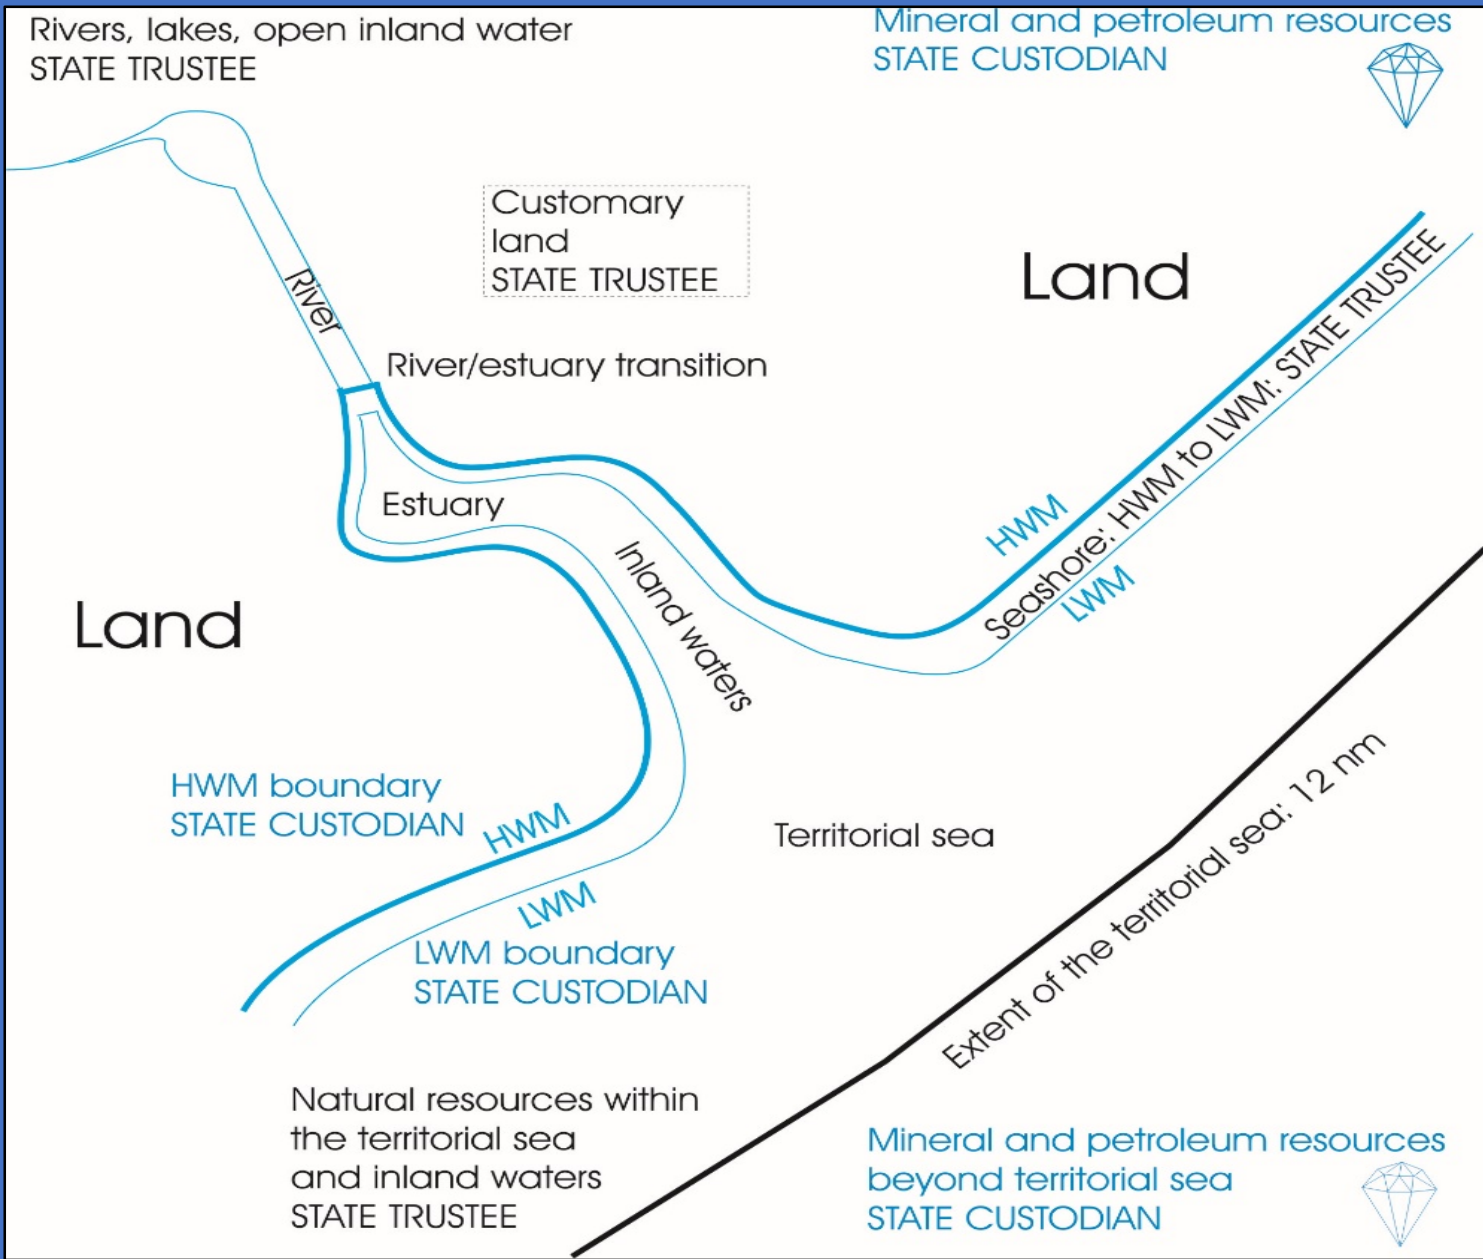 Rivers, lakes, open inland water
STATE TRUSTEE
Mineral and petroleum resources
STATE CUSTODIAN
Customary
land
STATE TRUSTEE
Land
River
River/estuary transition
Estuary
Inland waters
HWM
Seashore: HWM to LWM: STATE TRUSTEE
LWM
Land
HWM boundary
STATE CUSTODIAN
HWM
LWM
LWM boundary
STATE CUSTODIAN
Territorial sea
Extent of the territorial sea: 12 nm
Natural resources within
the territorial sea
and inland waters
STATE TRUSTEE
Mineral and petroleum resources
beyond territorial sea
STATE CUSTODIAN